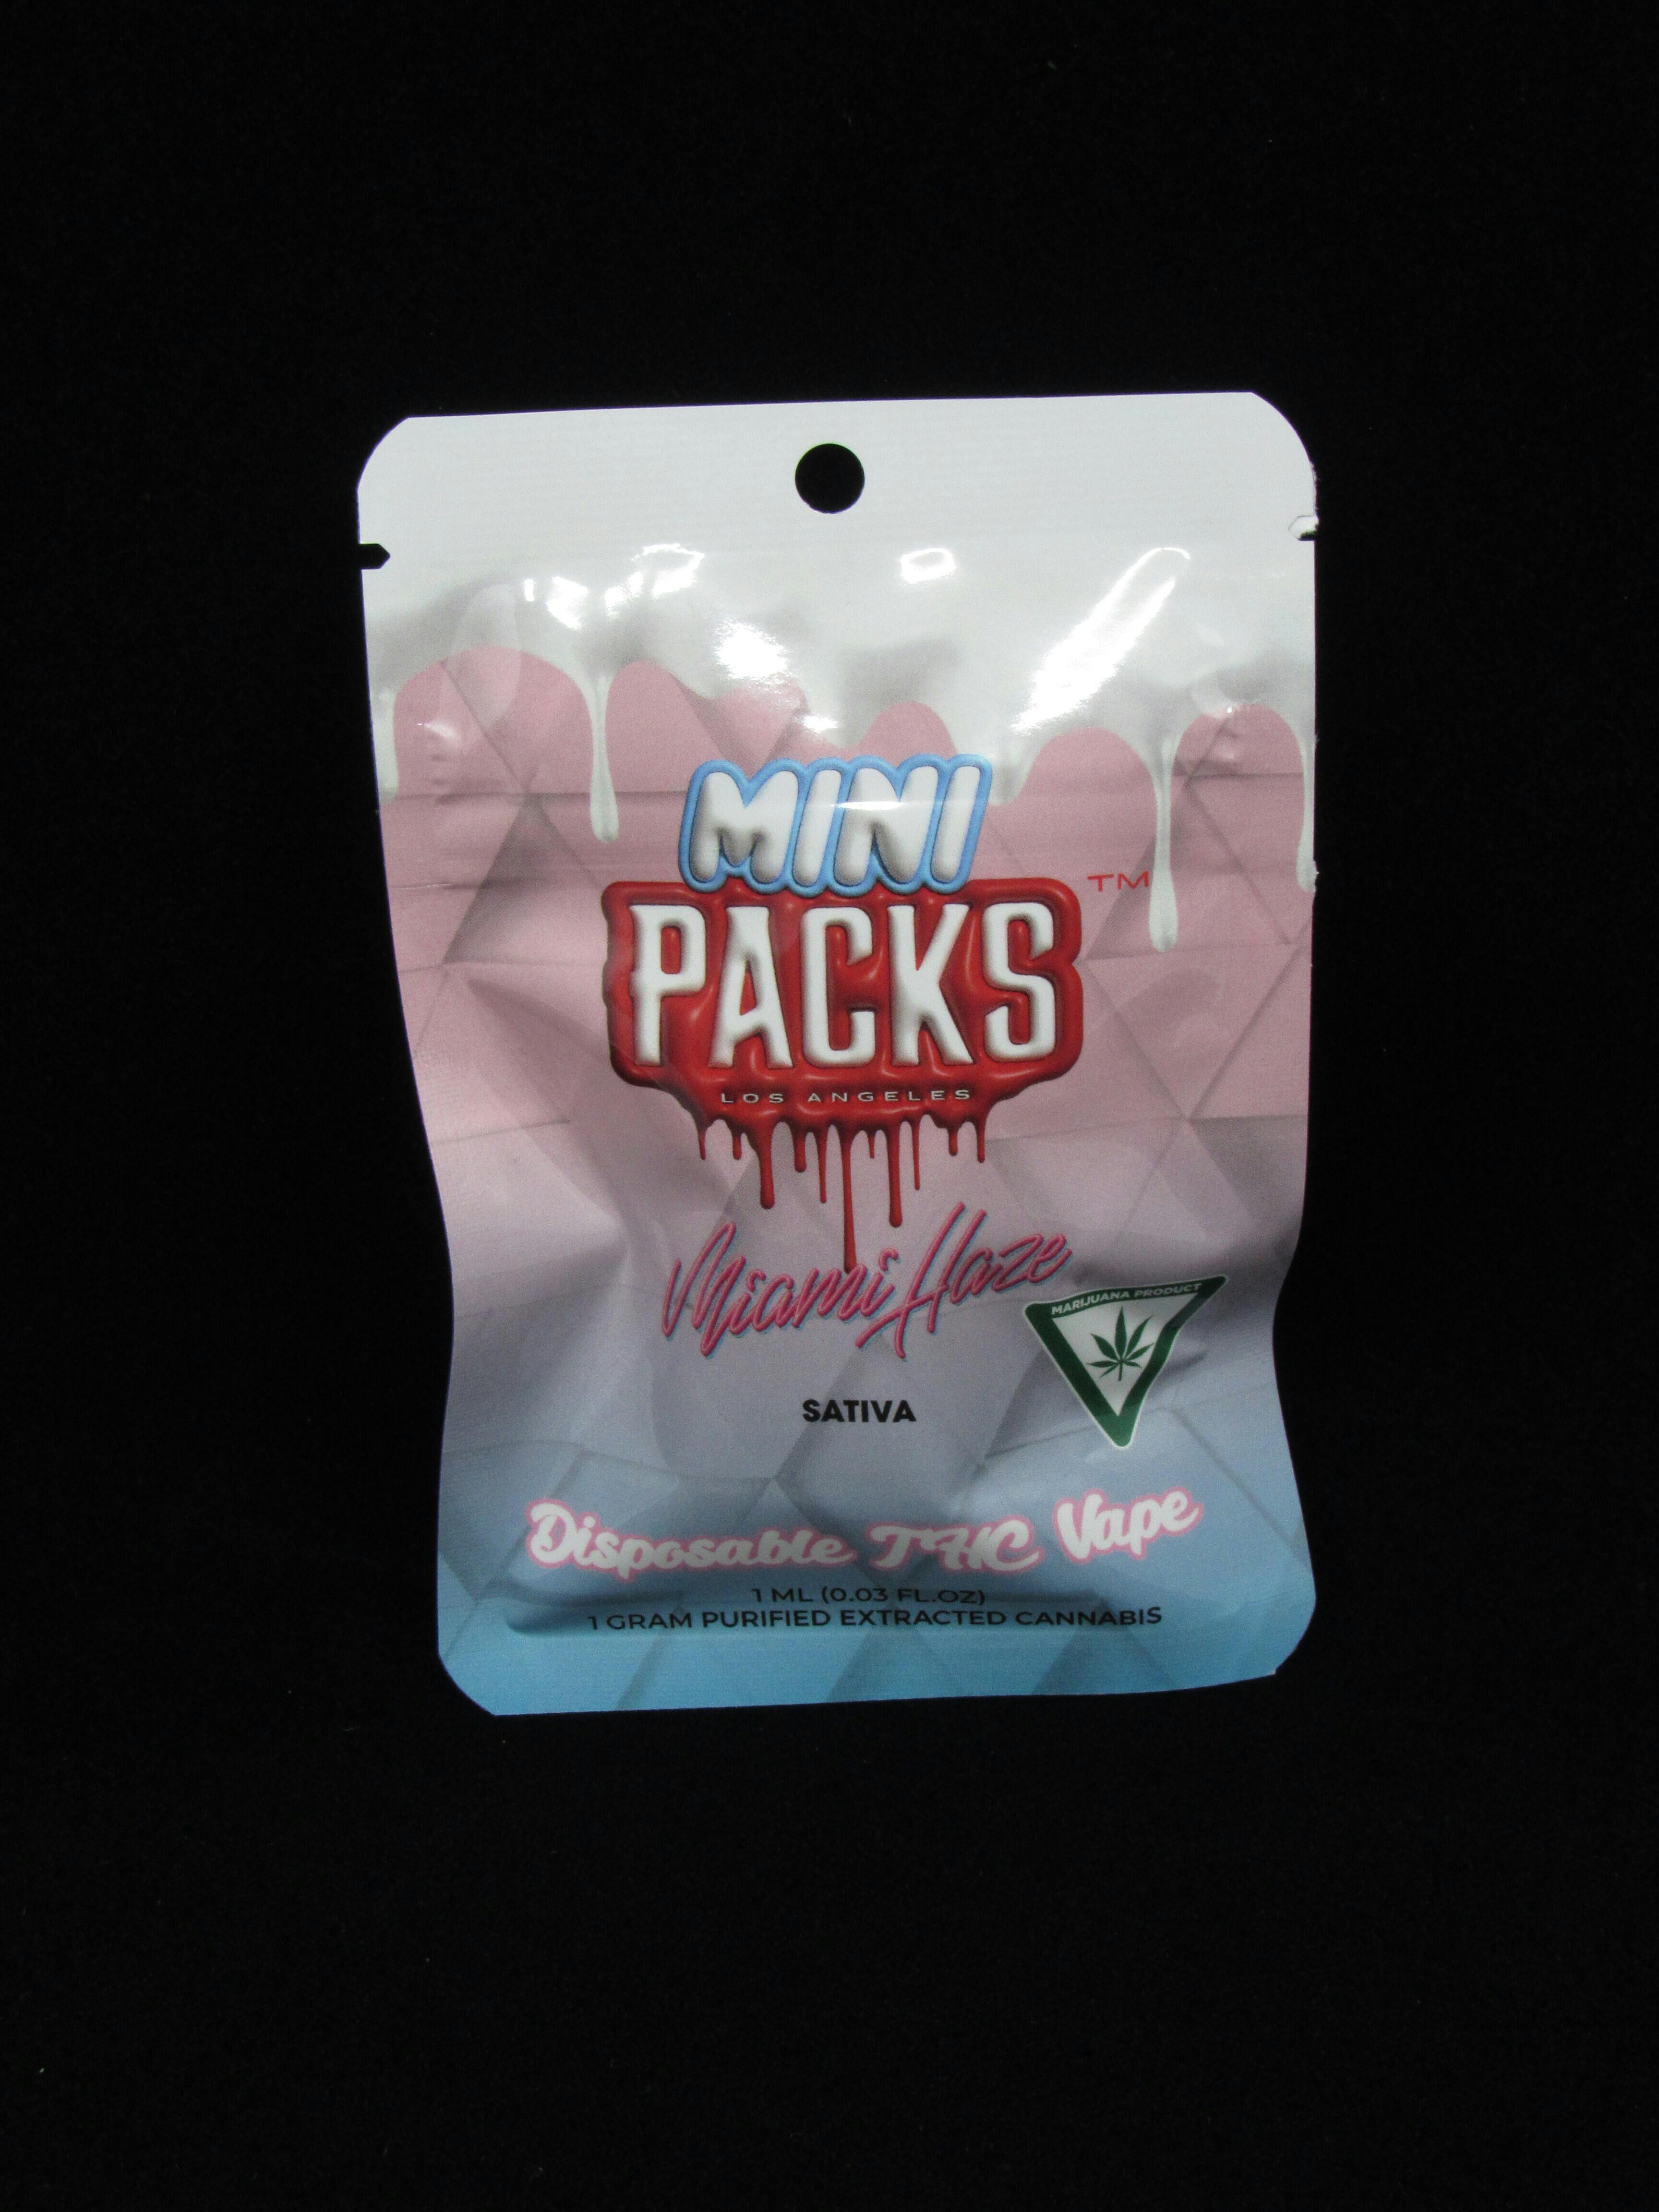 MINI
PACKS
TM
LOS ANGELES
Miami Haze
MARIJUANA PRODUCT
SATIVA
Disposable THC Vape
1 ML (0.03 FL.OZ)
1 GRAM PURIFIED EXTRACTED CANNABIS